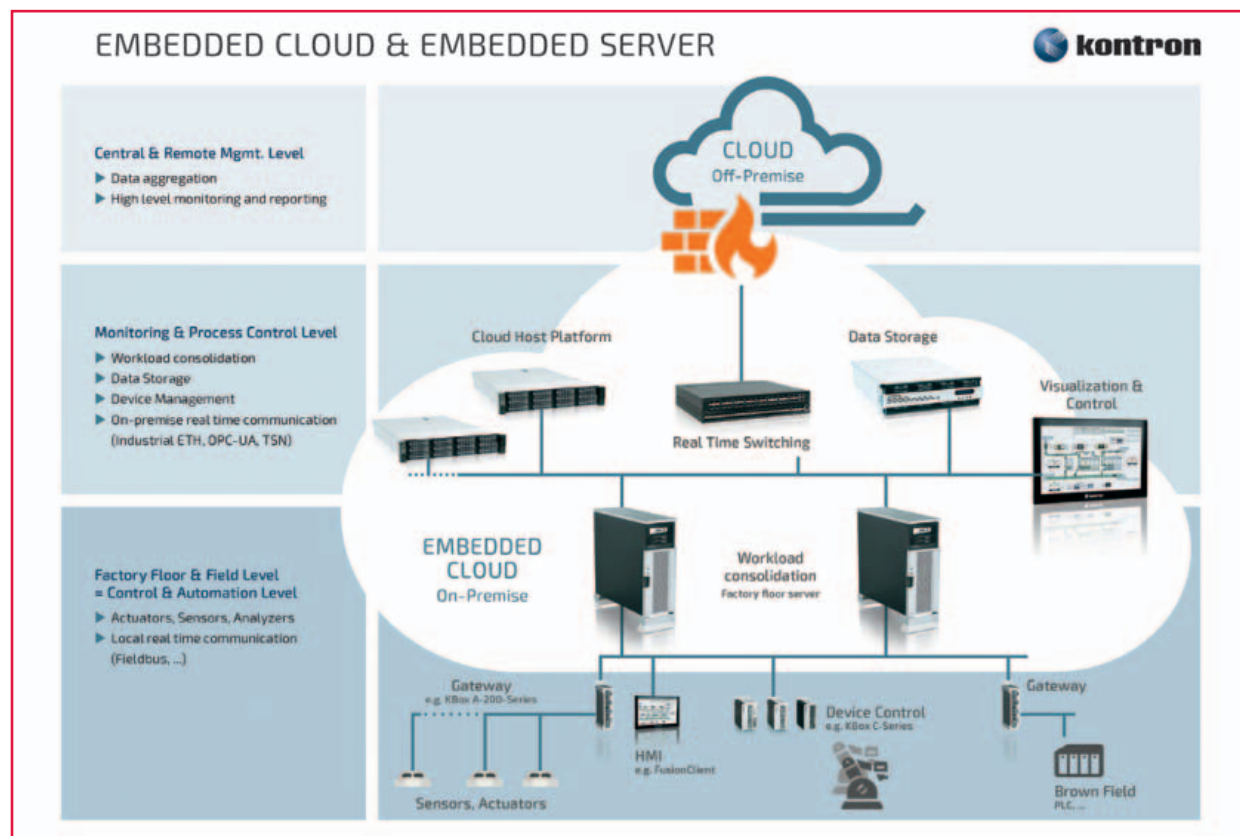 EMBEDDED CLOUD & EMBEDDED SERVER
kontron
Central & Remote Mgmt. Level
▶ Data aggregation
▶ High level monitoring and reporting
CLOUD
Off-Premise
Monitoring & Process Control Level
▶ Workload consolidation
▶ Data Storage
▶ Device Management
▶ On-premise real time communication
(Industrial ETH, OPC-UA, TSN)
Cloud Host Platform
Data Storage
Visualization &
Control
Real Time Switching
Factory Floor & Field Level
= Control & Automation Level
▶ Actuators, Sensors, Analyzers
▶ Local real time communication
(Fieldbus, ...)
EMBEDDED
CLOUD
On-Premise
Workload
consolidation
Factory floor server
Gateway
e.g. KBox A-200-Series
HMI
e.g. FusionClient
Device Control
e.g. KBox C-Series
Gateway
Sensors, Actuators
Brown Field
PLC, ...